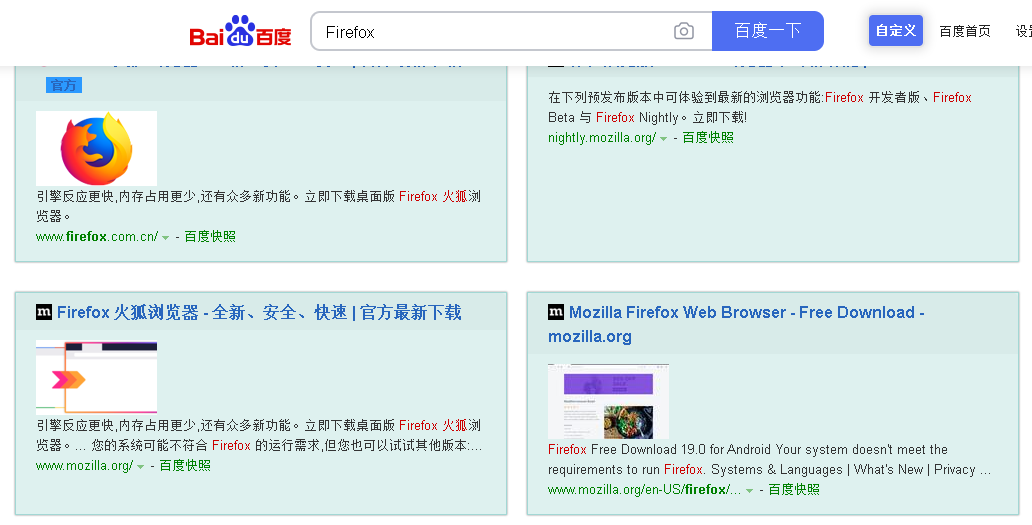 Bai du 百度
Firefox
百度一下
自定义
百度首页
官方
引擎反应更快,内存占用更少,还有众多新功能。立即下载桌面版 Firefox 火狐浏
览器。
www.firefox.com.cn/ - 百度快照
在下列预发布版本中可体验到最新的浏览器功能:Firefox 开发者版、Firefox
Beta 与 Firefox Nightly。立即下载!
nightly.mozilla.org/ - 百度快照
m Firefox 火狐浏览器 - 全新、安全、快速 | 官方最新下载
引擎反应更快,内存占用更少,还有众多新功能。立即下载桌面版 Firefox 火狐浏
览器。... 您的系统可能不符合 Firefox 的运行需求,但您也可以试试其他版本:...
www.mozilla.org/ - 百度快照
m Mozilla Firefox Web Browser - Free Download -
mozilla.org
Firefox Free Download 19.0 for Android Your system doesn't meet the
requirements to run Firefox. Systems & Languages | What's New | Privacy ...
www.mozilla.org/en-US/firefox/... - 百度快照